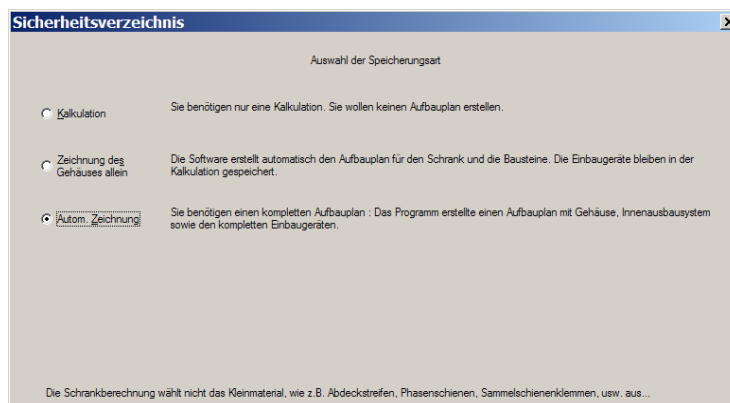 Sicherheitsverzeichnis
Auswahl der Speicherungsart
Kalkulation
Sie benötigen nur eine Kalkulation. Sie wollen keinen Aufbauplan erstellen.
Zeichnung des
Gehäuses allein
Die Software erstellt automatisch den Aufbauplan für den Schrank und die Bausteine. Die Einbaugeräte bleiben in der
Kalkulation gespeichert.
Autom. Zeichnung
Sie benötigen einen kompletten Aufbauplan : Das Programm erstellte einen Aufbauplan mit Gehäuse, Innenausbausystem
sowie den kompletten Einbaugeräten.
Die Schrankberechnung wählt nicht das Kleinmaterial, wie z.B. Abdeckstreifen, Phasenschienen, Sammelschienenklemmen, usw. aus...